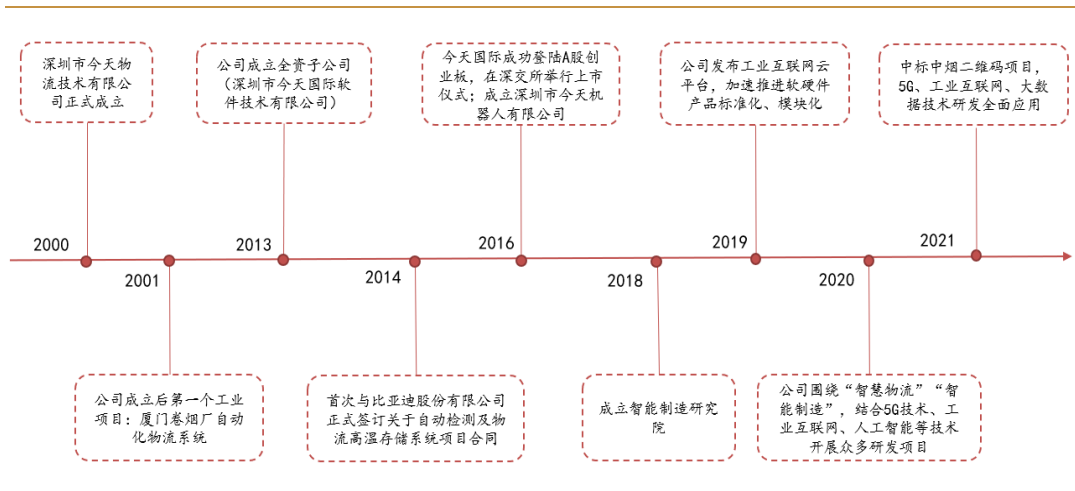 深圳市今天物
流技术有限公
司正式成立
公司成立全资子公司
（深圳市今天国际软
件技术有限公司）
今天国际成功登陆A股创
业板，在深交所举行上市
仪式；成立深圳市今天机
器人有限公司
公司发布工业互联网云
平台，加速推进软硬件
产品标准化、模块化
中标中烟二维码项目，
5G、工业互联网、大数
据技术研发全面应用
2000
2013
2016
2019
2021
2001
2014
2018
2020
公司成立后第一个工业
项目：厦门卷烟厂自动
化物流系统
首次与比亚迪股份有限公司
正式签订关于自动检测及物
流高温存储系统项目合同
成立智能制造研究
院
公司围绕“智慧物流”“智
能制造”，结合5G技术、工
业互联网、人工智能等技术
开展众多研发项目